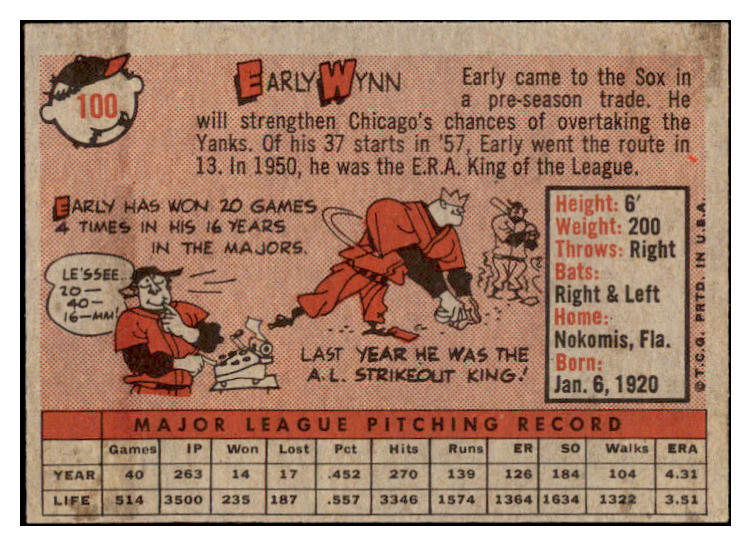 100
EARLY WYNN
Early came to the Sox in
a pre-season trade. He
will strengthen Chicago's chances of overtaking the
Yanks. Of his 37 starts in '57, Early went the route in
13. In 1950, he was the E.R.A. King of the League.
EARLY HAS WON 20 GAMES
4 TIMES IN HIS 16 YEARS
IN THE MAJORS.
LE'SSEE...
20—
40—
16—MM!
LAST YEAR HE WAS THE
A.L. STRIKEOUT KING!
Height: 6'
Weight: 200
Throws: Right
Bats:
Right & Left
Home:
Nokomis, Fla.
Born:
Jan. 6, 1920
©T.C.G. PRTD. IN U.S.A.
MAJOR LEAGUE PITCHING RECORD
Games IP Won Lost Pct Hits Runs ER SO Walks ERA
YEAR 40 263 14 17 .452 270 139 126 184 104 4.31
LIFE 514 3500 235 187 .557 3346 1574 1364 1634 1322 3.51